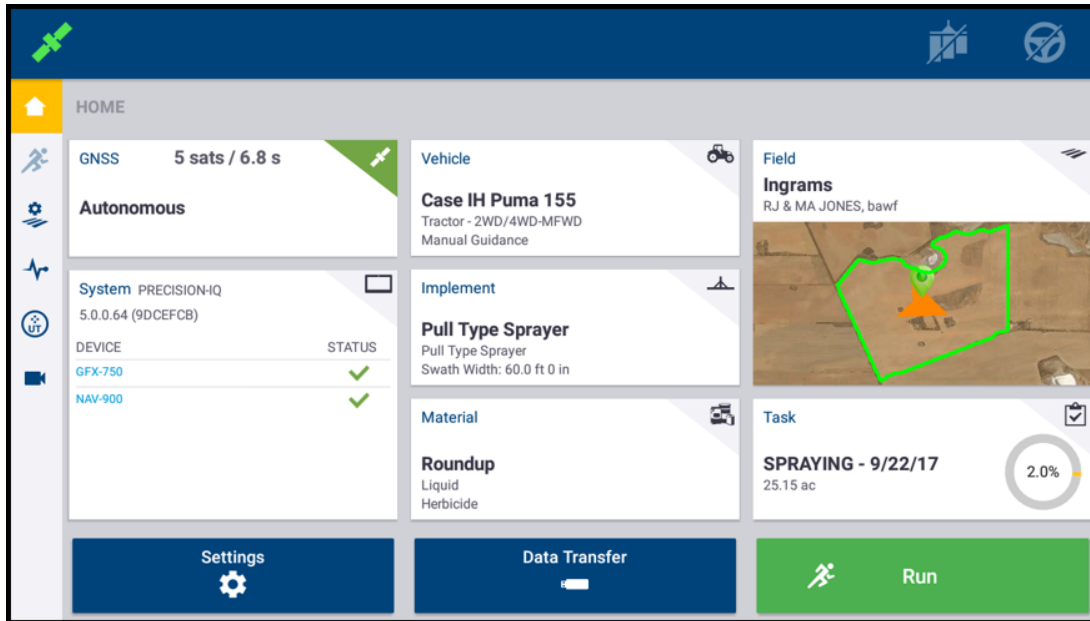 HOME
GNSS 5 sats / 6.8 s
Autonomous
System PRECISION-IQ
5.0.0.64 (9DCEFCB)
DEVICE STATUS
GFX-750
NAV-900
Vehicle
Case IH Puma 155
Tractor - 2WD/4WD-MFWD
Manual Guidance
Implement
Pull Type Sprayer
Pull Type Sprayer
Swath Width: 60.0 ft 0 in
Material
Roundup
Liquid
Herbicide
Field
Ingrams
RJ & MA JONES, bawf
Task
SPRAYING - 9/22/17
25.15 ac
2.0%
UT
Settings
Data Transfer
Run